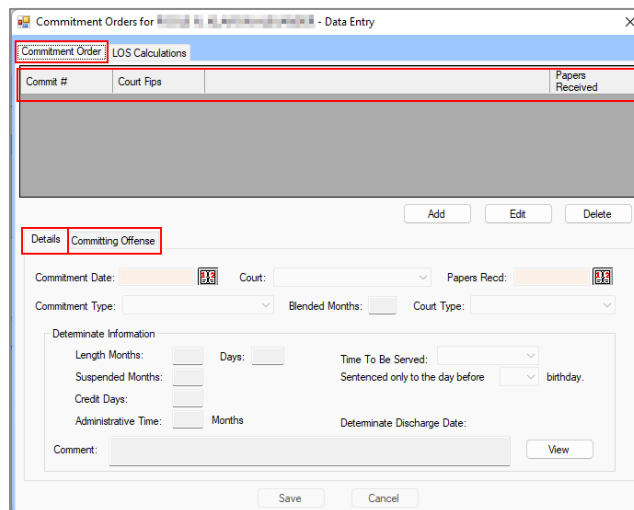 Commitment Orders for - Data Entry
Commitment Order LOS Calculations
Commit # Court Fips Papers Received
Add Edit Delete
Details Committing Offense
Commitment Date: Court: Papers Recd:
Commitment Type: Blended Months: Court Type:
Determinate Information
Length Months: Days: Time To Be Served:
Suspended Months: Sentenced only to the day before birthday.
Credit Days:
Administrative Time: Months Determinate Discharge Date:
Comment: View
Save Cancel